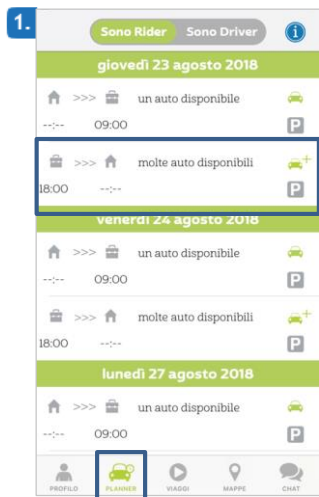 1.
Sono Rider Sono Driver i
giovedì 23 agosto 2018
>>> un auto disponibile
--:-- 09:00 P
>>> molte auto disponibili +
18:00 --:-- P
venerdì 24 agosto 2018
>>> un auto disponibile
--:-- 09:00 P
>>> molte auto disponibili +
18:00 --:-- P
lunedì 27 agosto 2018
>>> un auto disponibile
--:-- 09:00 P
PROFILO PLANNER VIAGGI MAPPE CHAT